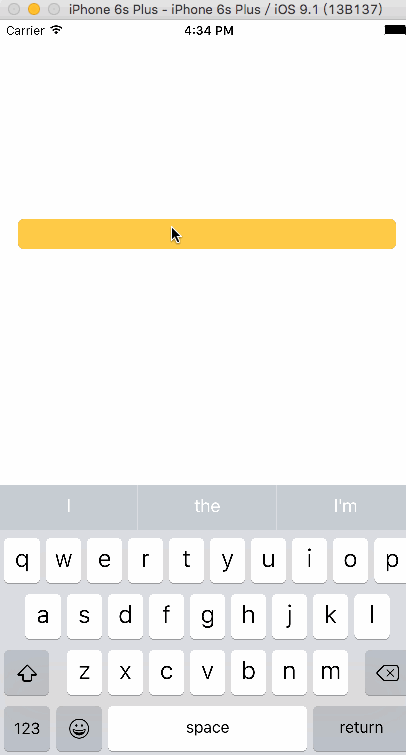 iPhone 6s Plus - iPhone 6s Plus / iOS 9.1 (13B137)
Carrier 4:34 PM
I the I'm
q w e r t y u i o p
a s d f g h j k l
z x c v b n m
123 space return